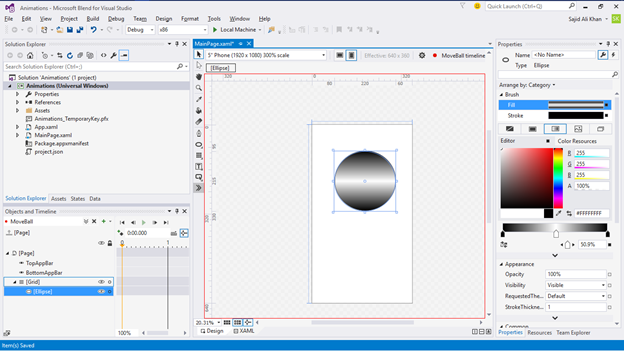 Animations - Microsoft Blend for Visual Studio
Quick Launch (Ctrl+Q)
File Edit View Project Build Debug Team Design Format Tools Test Window Help
Sajid Ali Khan
SK
Debug x86 Local Machine
Solution Explorer
Search Solution Explorer (Ctrl+;)
Solution 'Animations' (1 project)
Animations (Universal Windows)
Properties
References
Assets
Animations_TemporaryKey.pfx
App.xaml
MainPage.xaml
Package.appxmanifest
project.json
Solution Explorer Assets States Data
Objects and Timeline
MoveBall
[Page]
0:00.000
0 1
[Page]
TopAppBar
BottomAppBar
[Grid]
[Ellipse]
100%
MainPage.xaml*
5" Phone (1920 x 1080) 300% scale
Effective: 640 x 360
MoveBall timeline
[Ellipse]
20.31%
Design XAML
Properties
Name <No Name>
Type Ellipse
Arrange by: Category
Brush
Fill
Stroke
Editor Color Resources
R 255
G 255
B 255
A 100%
#FFFFFFFF
50.9%
Appearance
Opacity 100%
Visibility Visible
RequestedThe... Default
StrokeThickne... 1
Common
Properties Resources Team Explorer
Item(s) Saved